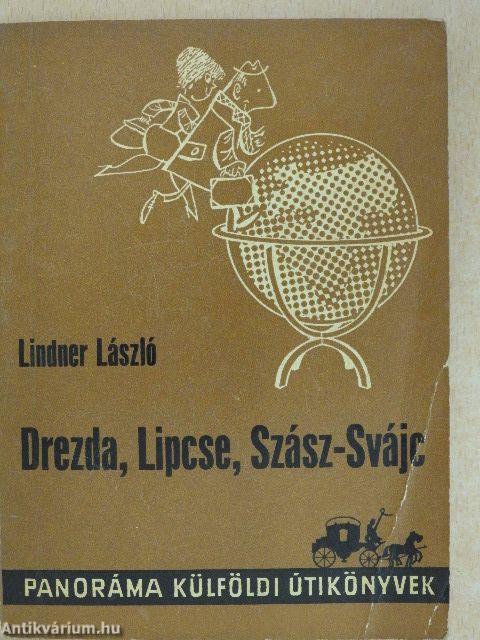 Lindner László
Drezda, Lipcse, Szász-Svájc
PANORÁMA KÜLFÖLDI ÚTIKÖNYVEK
Antikvárium.hu